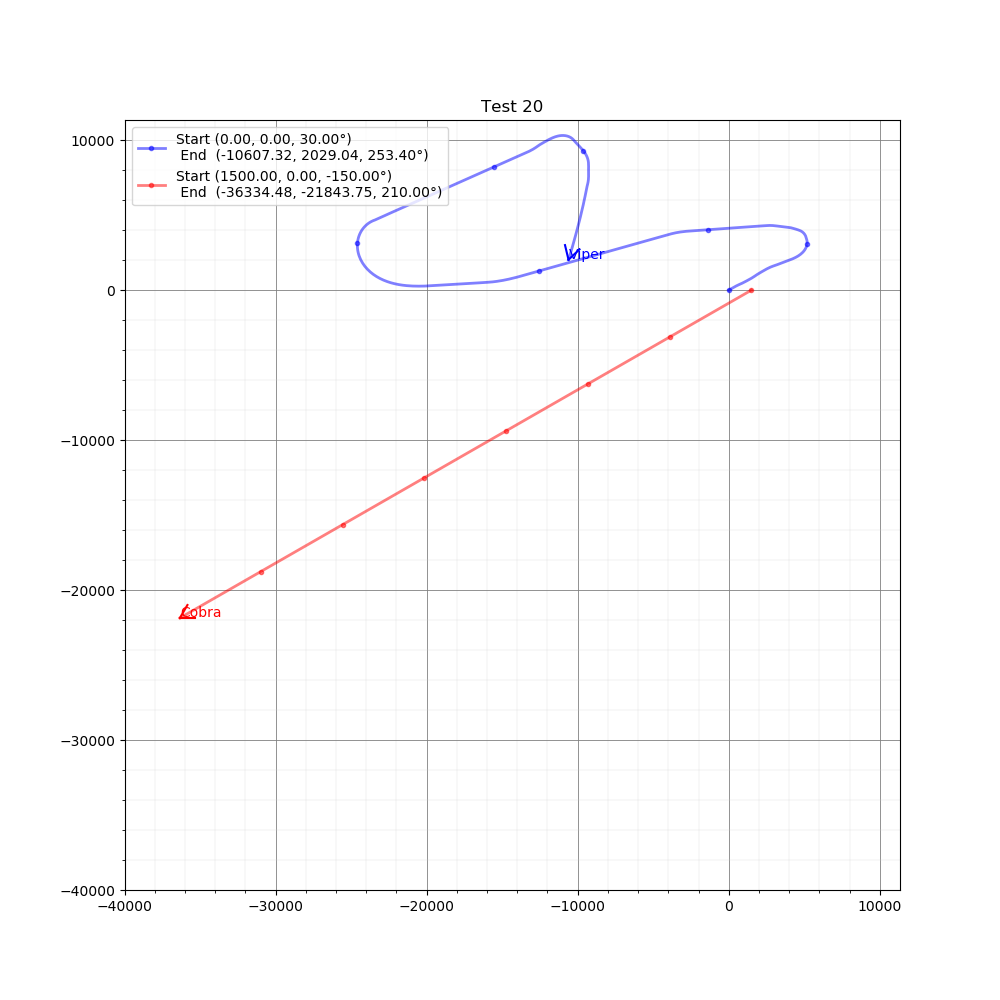 Test 20
10000
0
−10000
−20000
−30000
−40000
Start (0.00, 0.00, 30.00°)
End (-10607.32, 2029.04, 253.40°)
Start (1500.00, 0.00, -150.00°)
End (-36334.48, -21843.75, 210.00°)
Viper
Cobra
−40000 −30000 −20000 −10000 0 10000